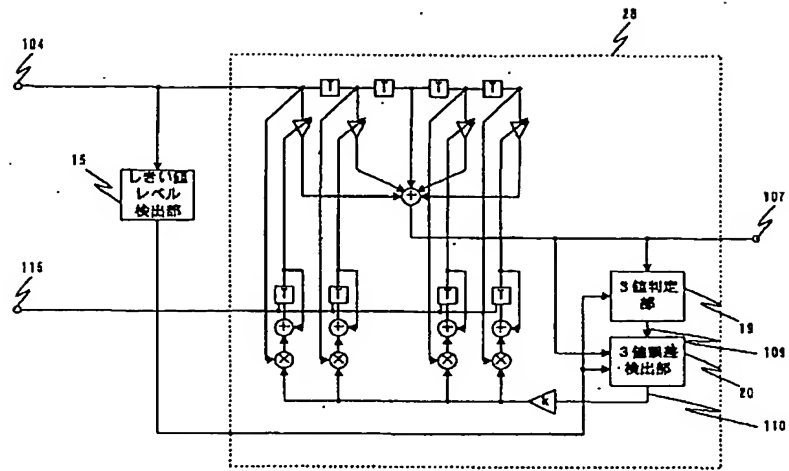 28
104
T T T T
15
しきい値
レベル
検出部
+
107
115
T T T T
3値判定
部
19
+ + + +
109
3値誤差
検出部
× × × ×
20
k
110